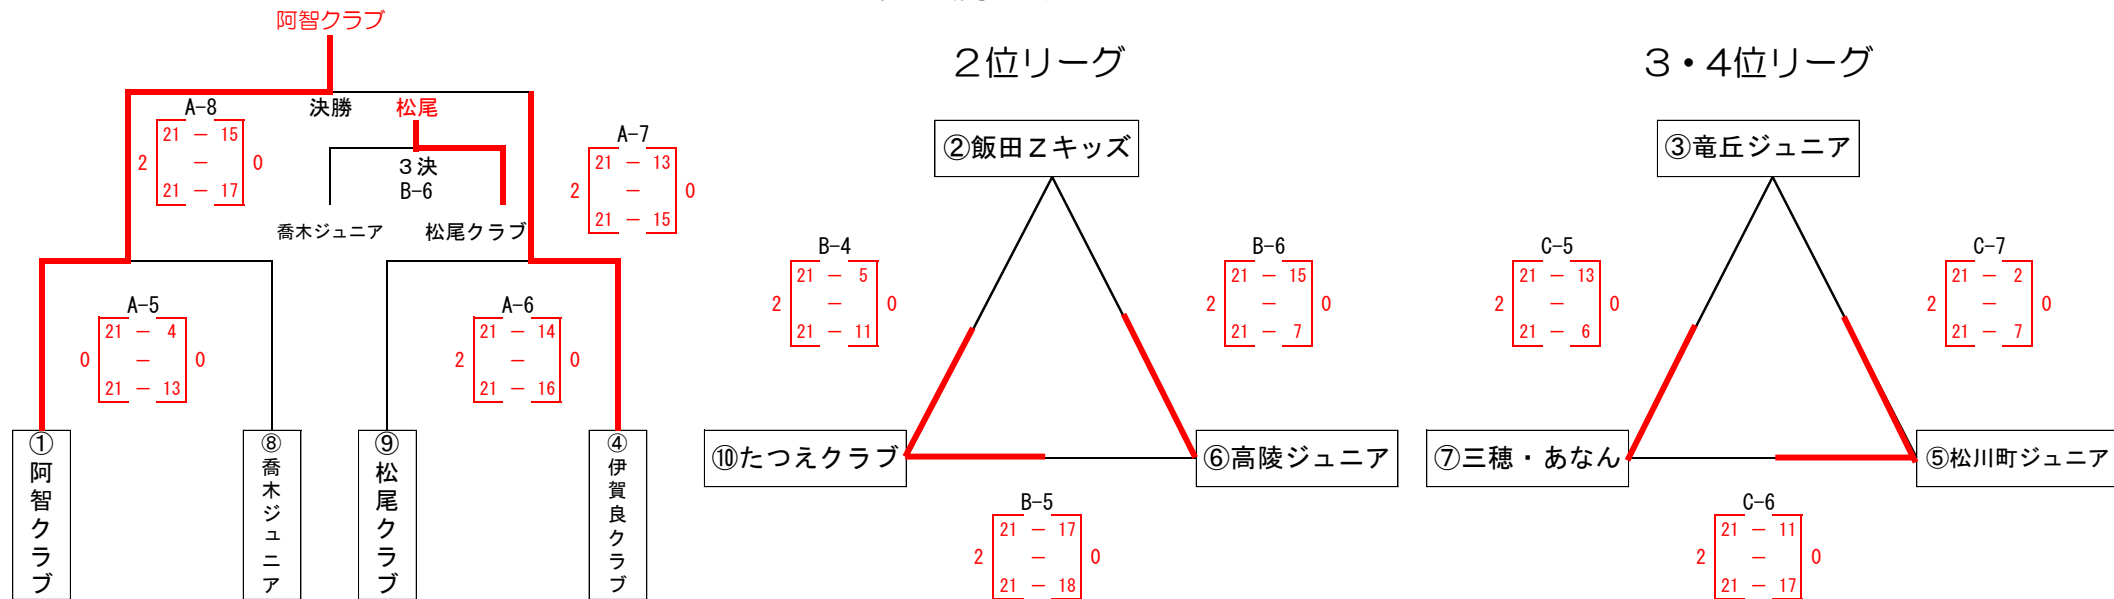 阿智クラブ
2位リーグ
3・4位リーグ
A-8
決勝
松尾
A-7
21 － 15
2 － 0
21 － 17
3決
B-6
21 － 13
2 － 0
21 － 15
喬木ジュニア
松尾クラブ
A-5
21 － 4
0 － 0
21 － 13
A-6
21 － 14
2 － 0
21 － 16
①阿智クラブ
⑧喬木ジュニア
⑨松尾クラブ
④伊賀良クラブ
②飯田Zキッズ
B-4
21 － 5
2 － 0
21 － 11
B-6
21 － 15
2 － 0
21 － 7
⑩たつえクラブ
⑥高陵ジュニア
B-5
21 － 17
2 － 0
21 － 18
③竜丘ジュニア
C-5
21 － 13
2 － 0
21 － 6
C-7
21 － 2
2 － 0
21 － 7
⑦三穂・あなん
⑤松川町ジュニア
C-6
21 － 11
2 － 0
21 － 17